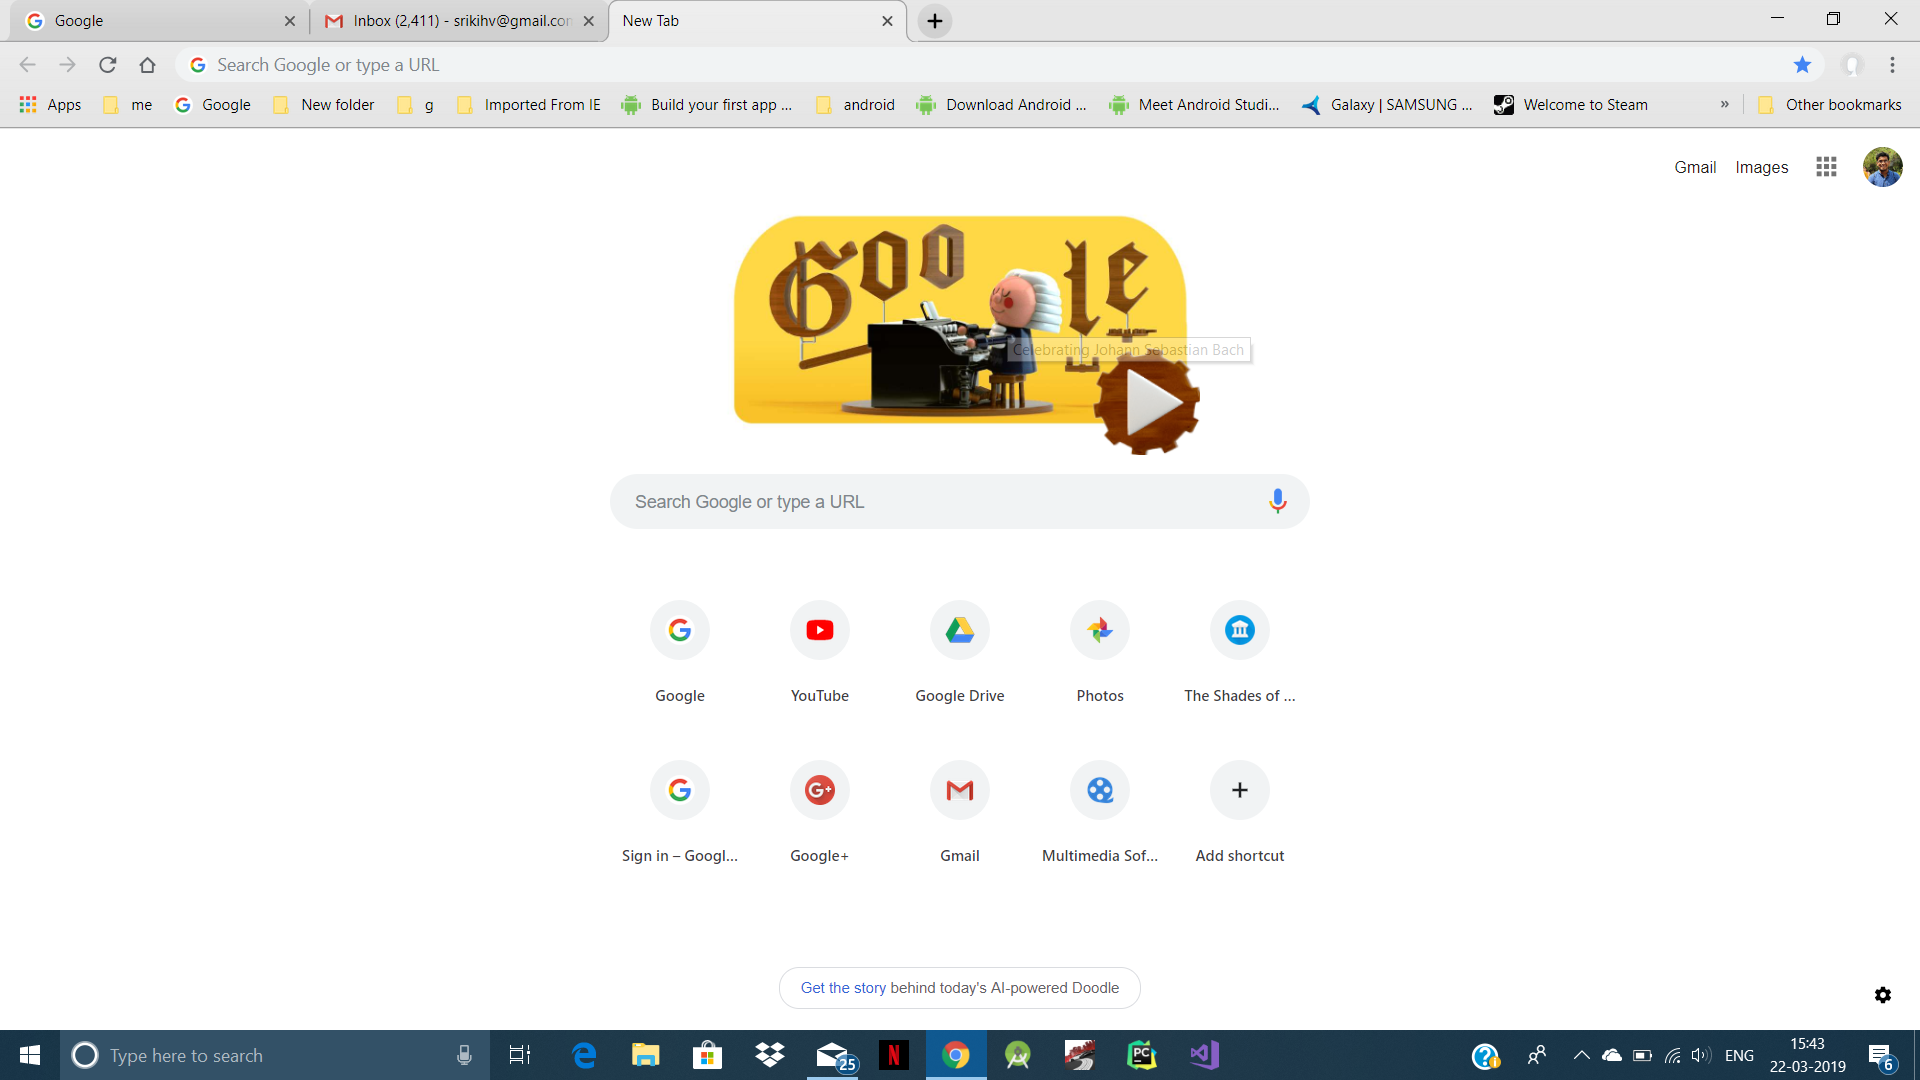 Google
Inbox (2,411) - srikihv@gmail.con
New Tab
Search Google or type a URL
Apps me Google New folder g Imported From IE Build your first app ... android Download Android ... Meet Android Studi... Galaxy | SAMSUNG ... Welcome to Steam » Other bookmarks
Gmail Images
Google
Celebrating Johann Sebastian Bach
Search Google or type a URL
Google YouTube Google Drive Photos The Shades of ...
Sign in – Googl... Google+ Gmail Multimedia Sof... Add shortcut
Get the story behind today's AI-powered Doodle
Type here to search
25
N
PC
ENG
15:43
22-03-2019
6